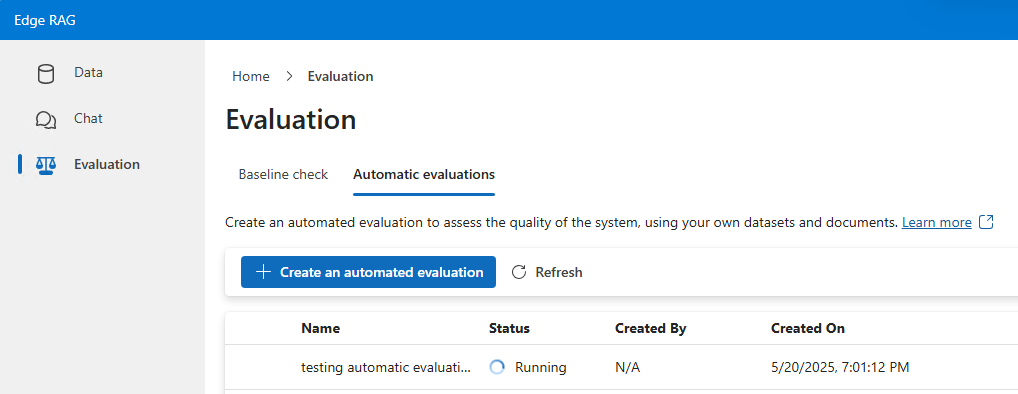 Edge RAG
Data
Chat
Evaluation
Home > Evaluation
Evaluation
Baseline check Automatic evaluations
Create an automated evaluation to assess the quality of the system, using your own datasets and documents. Learn more
Create an automated evaluation Refresh
Name Status Created By Created On
testing automatic evaluati... Running N/A 5/20/2025, 7:01:12 PM